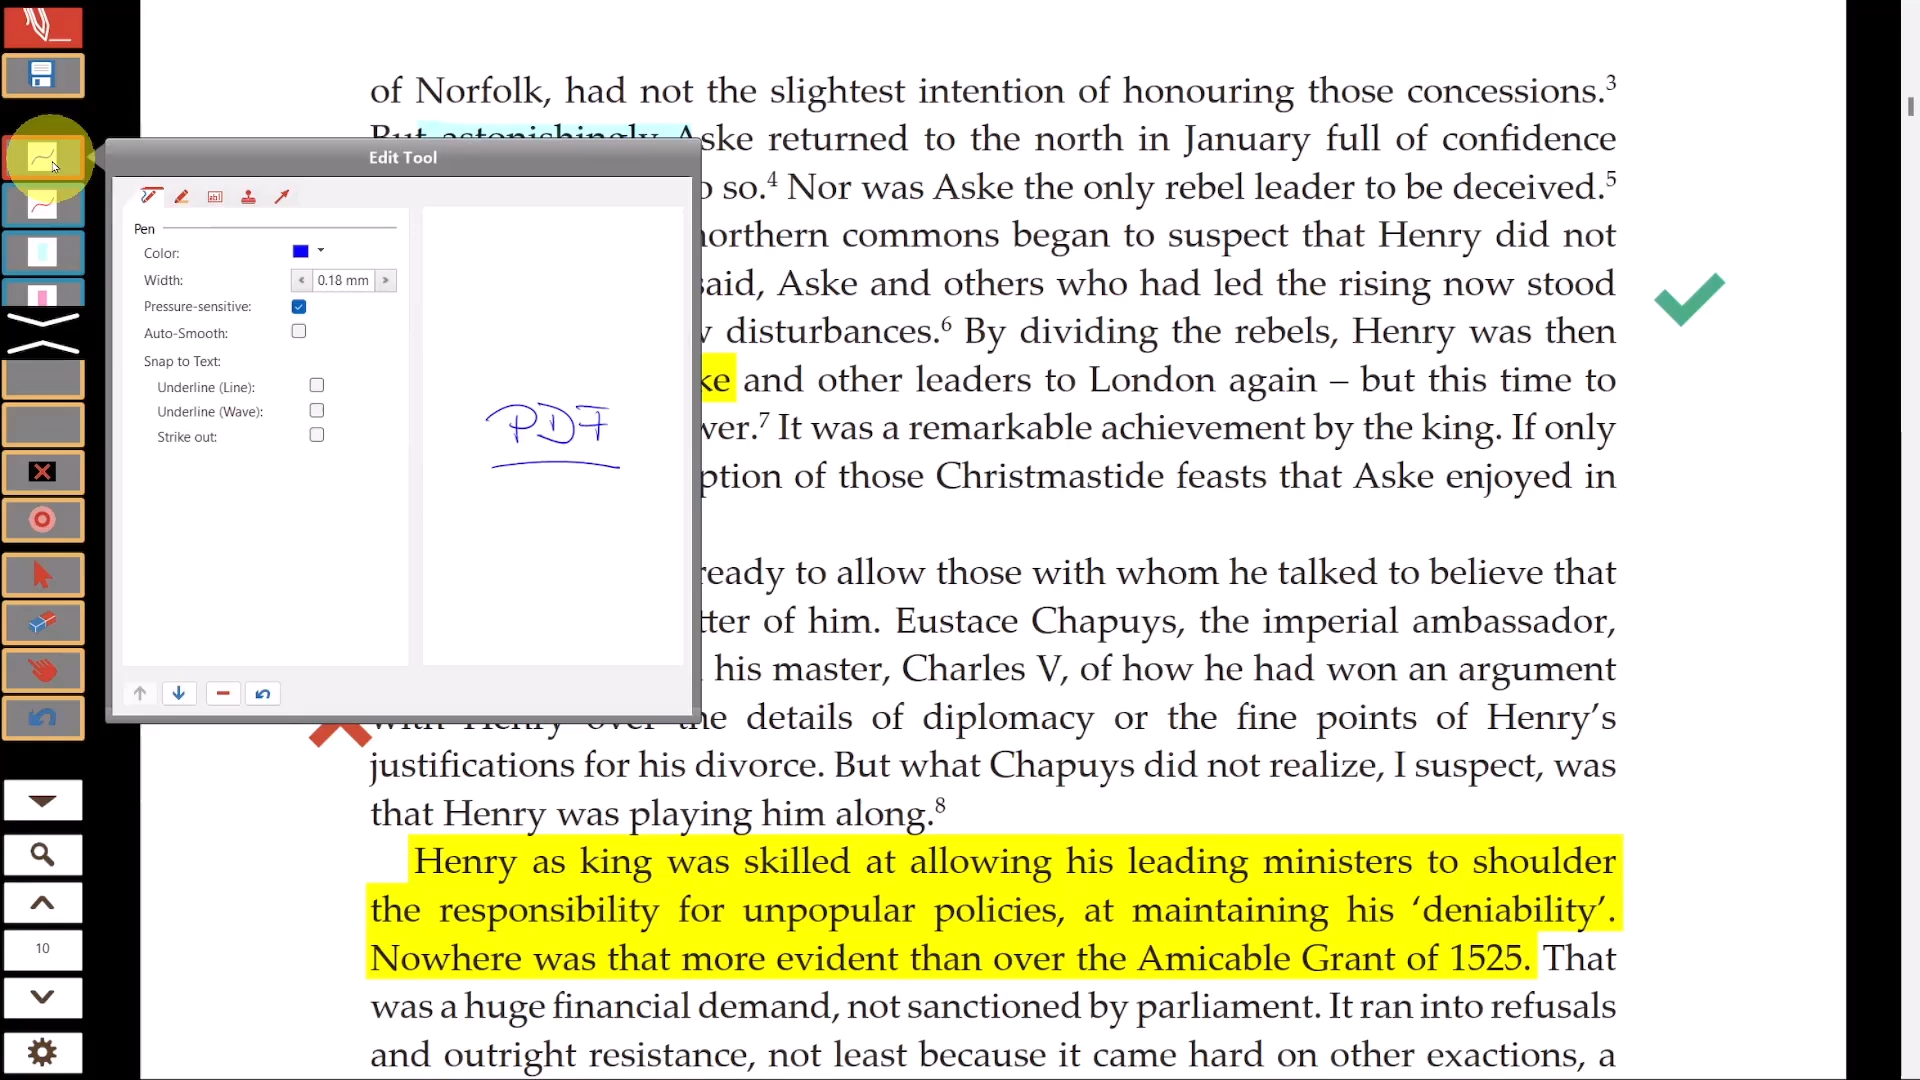 of Norfolk, had not the slightest intention of honouring those concessions.3
But astonishingly Aske returned to the north in January full of confidence
Edit Tool
so.4 Nor was Aske the only rebel leader to be deceived.5
Pen
northern commons began to suspect that Henry did not
Color:
Width: 0.18 mm
said, Aske and others who had led the rising now stood
Pressure-sensitive:
Auto-Smooth:
disturbances.6 By dividing the rebels, Henry was then
Snap to Text:
Underline (Line):
ke and other leaders to London again – but this time to
Underline (Wave):
Strike out:
PDF
wer.7 It was a remarkable achievement by the king. If only
ption of those Christmastide feasts that Aske enjoyed in
ready to allow those with whom he talked to believe that
tter of him. Eustace Chapuys, the imperial ambassador,
his master, Charles V, of how he had won an argument
with Henry over the details of diplomacy or the fine points of Henry’s
justifications for his divorce. But what Chapuys did not realize, I suspect, was
that Henry was playing him along.8
Henry as king was skilled at allowing his leading ministers to shoulder
the responsibility for unpopular policies, at maintaining his ‘deniability’.
10
Nowhere was that more evident than over the Amicable Grant of 1525. That
was a huge financial demand, not sanctioned by parliament. It ran into refusals
and outright resistance, not least because it came hard on other exactions, a